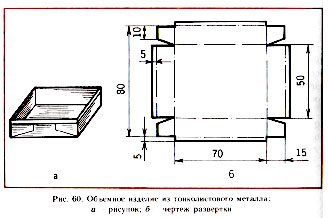 10
5
80
50
5
70
15
а
б
Рис. 60. Объемное изделие из тонколистового металла:
а рисунок; б чертеж развертки